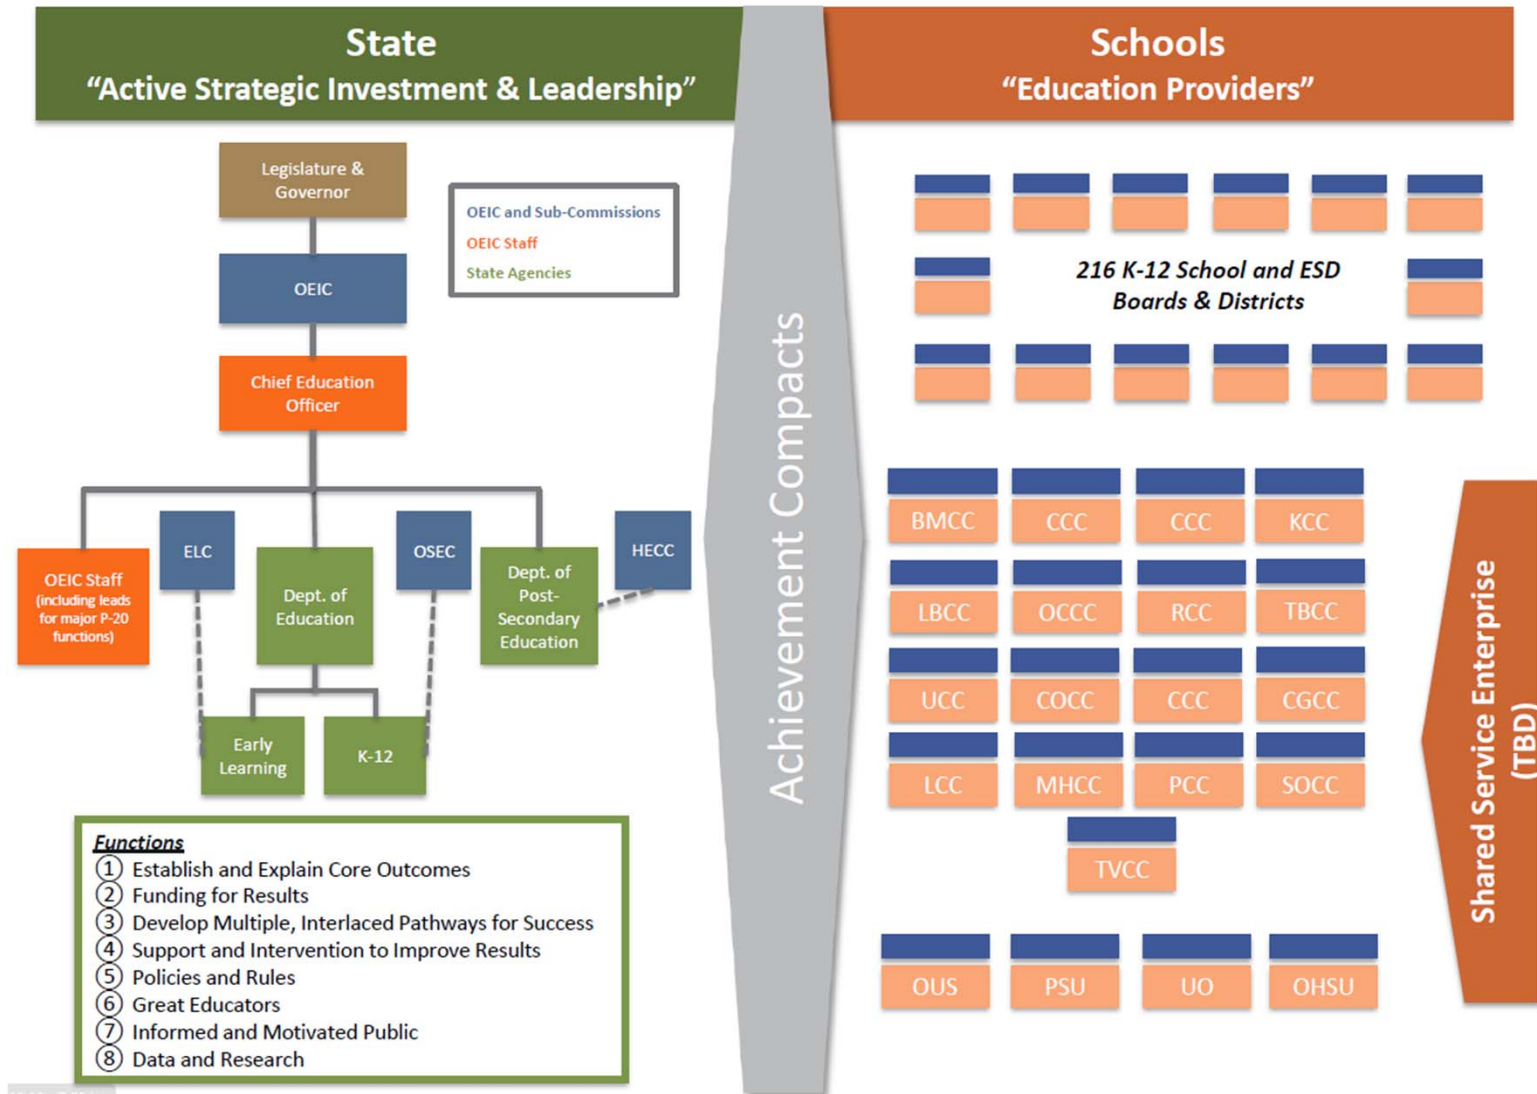 State
“Active Strategic Investment & Leadership”
Schools
“Education Providers”
Legislature &
Governor
OEIC
Chief Education
Officer
OEIC and Sub-Commissions
OEIC Staff
State Agencies
OEIC Staff
(including leads
for major P-20
functions)
ELC
Dept. of
Education
OSEC
Dept. of
Post-
Secondary
Education
HECC
Early
Learning
K-12
Functions
1 Establish and Explain Core Outcomes
2 Funding for Results
3 Develop Multiple, Interlaced Pathways for Success
4 Support and Intervention to Improve Results
5 Policies and Rules
6 Great Educators
7 Informed and Motivated Public
8 Data and Research
Achievement Compacts
216 K-12 School and ESD
Boards & Districts
BMCC
CCC
CCC
KCC
LBCC
OCCC
RCC
TBCC
UCC
COCC
CCC
CGCC
LCC
MHCC
PCC
SOCC
TVCC
OUS
PSU
UO
OHSU
Shared Service Enterprise
(TBD)